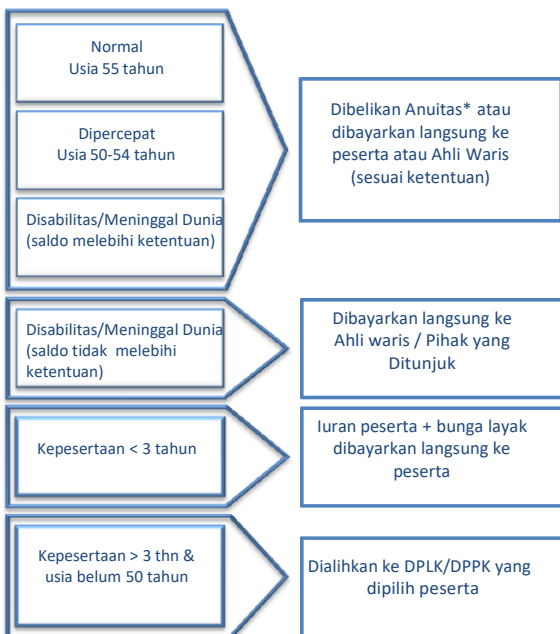 Normal
Usia 55 tahun
Dipercepat
Usia 50-54 tahun
Disabilitas/Meninggal Dunia
(saldo melebihi ketentuan)
Dibelikan Anuitas* atau
dibayarkan langsung ke
peserta atau Ahli Waris
(sesuai ketentuan)
Disabilitas/Meninggal Dunia
(saldo tidak melebihi
ketentuan)
Dibayarkan langsung ke
Ahli waris / Pihak yang
Ditunjuk
Kepesertaan < 3 tahun
Iuran peserta + bunga layak
dibayarkan langsung ke
peserta
Kepesertaan > 3 thn &
usia belum 50 tahun
Dialihkan ke DPLK/DPPK yang
dipilih peserta